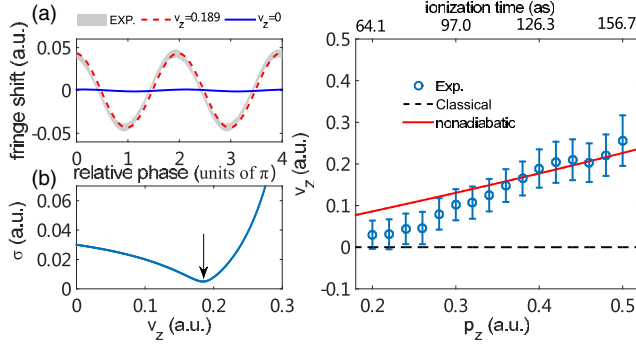 (a)
EXP.
v_z=0.189
v_z=0
fringe shift (a.u.)
0.05
0
-0.05
0 1 2 3 4
relative phase (units of π)
(b)
σ (a.u.)
0.06
0.04
0.02
0
0 0.1 0.2 0.3
v_z (a.u.)
ionization time (as)
64.1 97.0 126.3 156.7
v_z (a.u.)
0.5
0.4
0.3
0.2
0.1
0
-0.1
Exp.
Classical
nonadiabatic
0.2 0.3 0.4 0.5
p_z (a.u.)